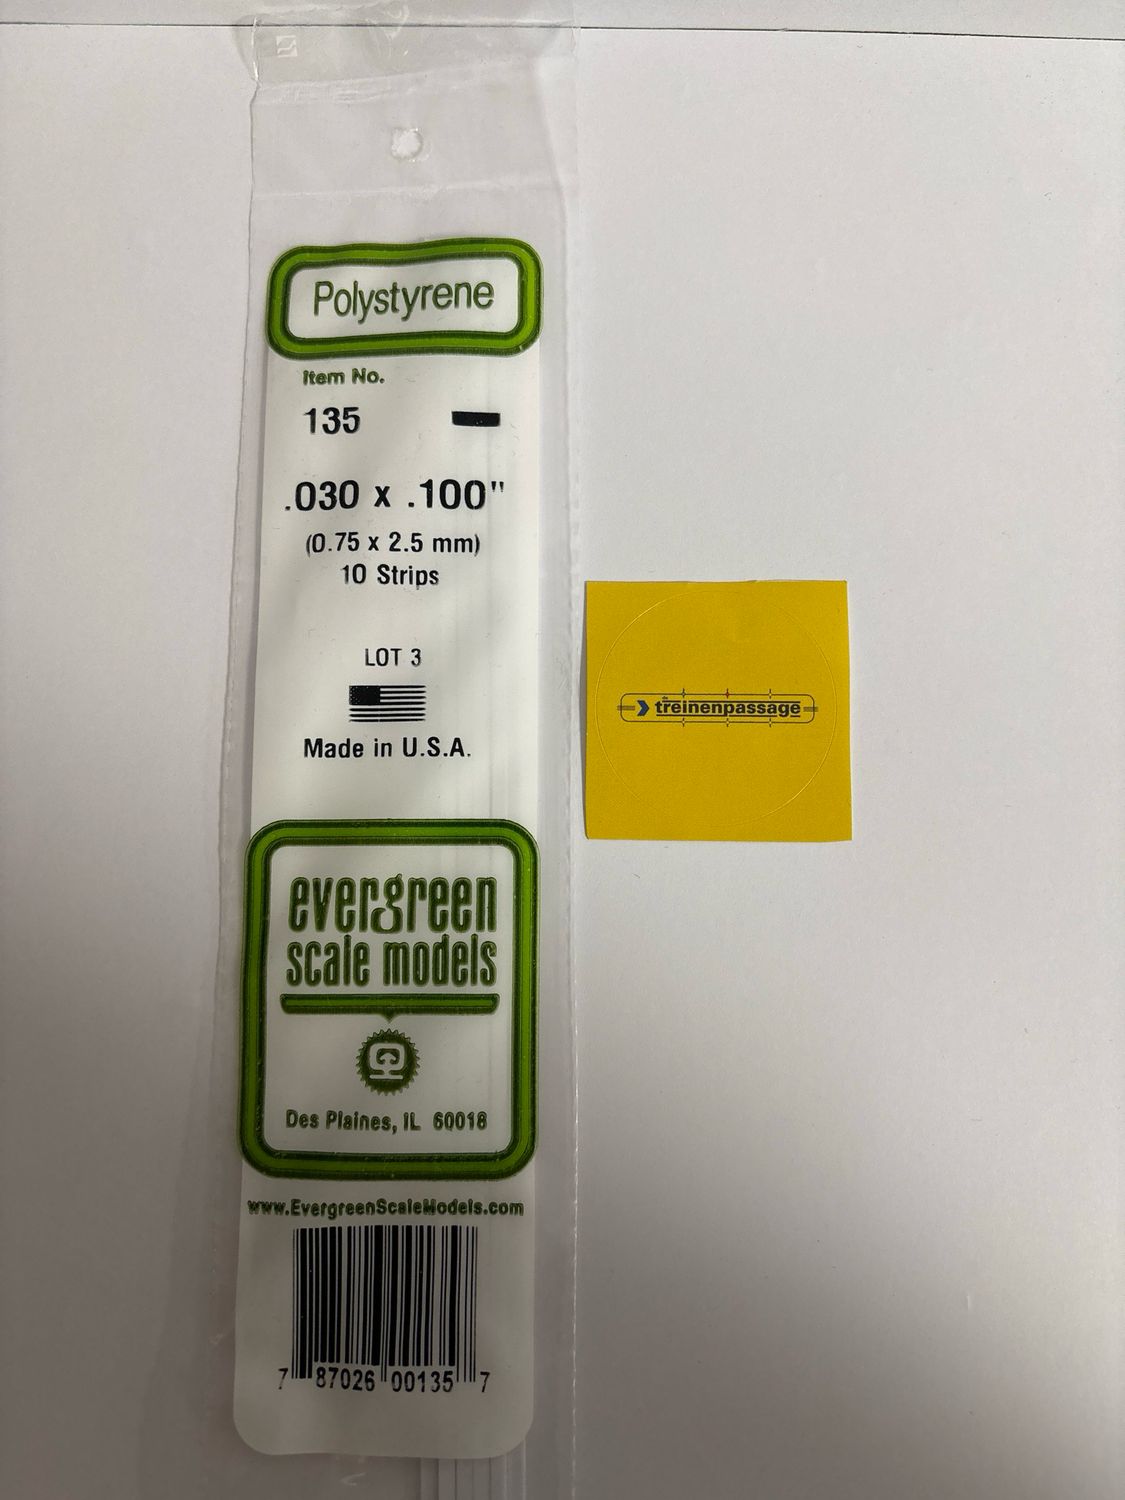 Polystyrene
Item No.
135
.030 x .100"
(0.75 x 2.5 mm)
10 Strips
LOT 3
Made in U.S.A.
evergreen
scale models
Des Plaines, IL 60018
www.EvergreenScaleModels.com
7 87026 00135 7
de
treinenpassage